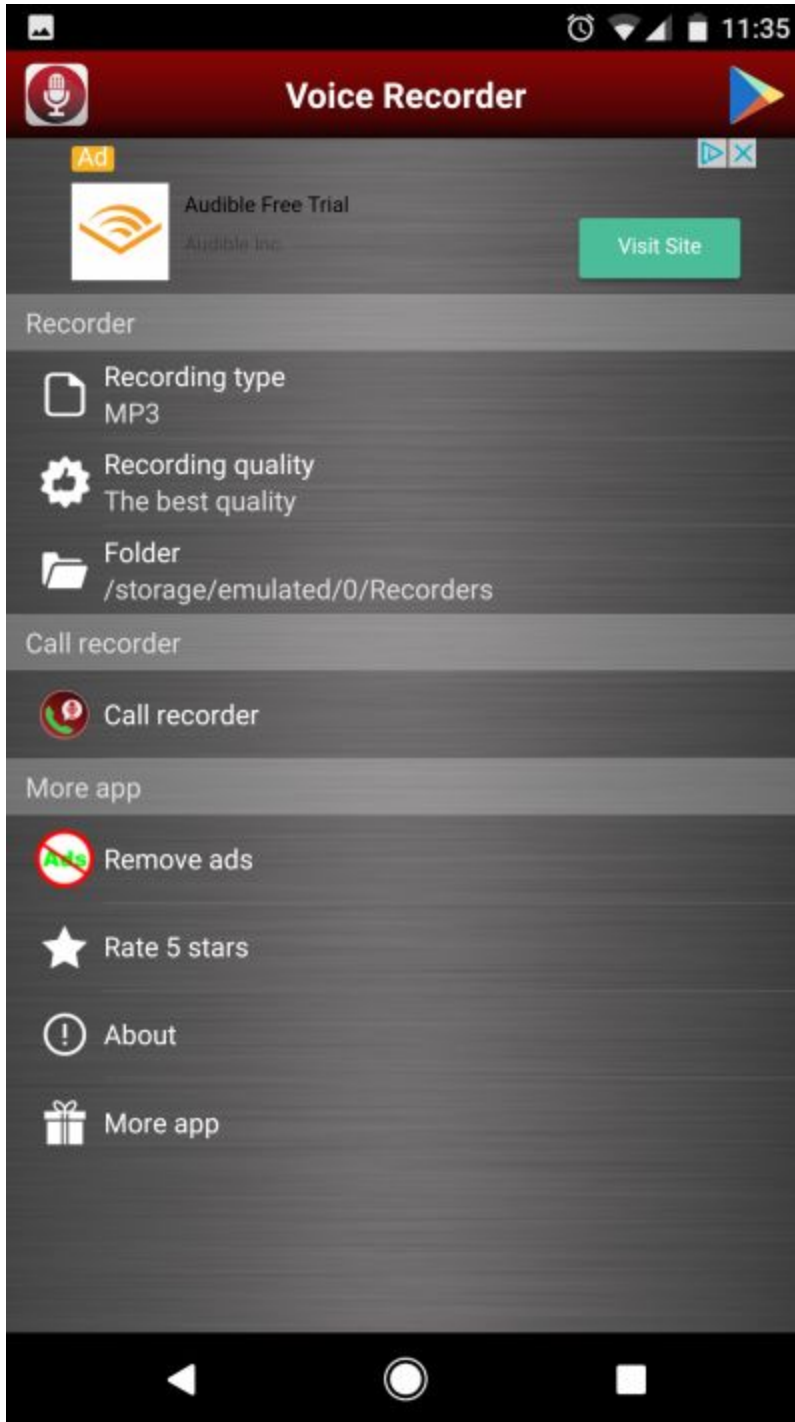 11:35
Voice Recorder
Ad
Audible Free Trial
Audible Inc.
Visit Site
Recorder
Recording type
MP3
Recording quality
The best quality
Folder
/storage/emulated/0/Recorders
Call recorder
Call recorder
More app
Ads
Remove ads
Rate 5 stars
About
More app